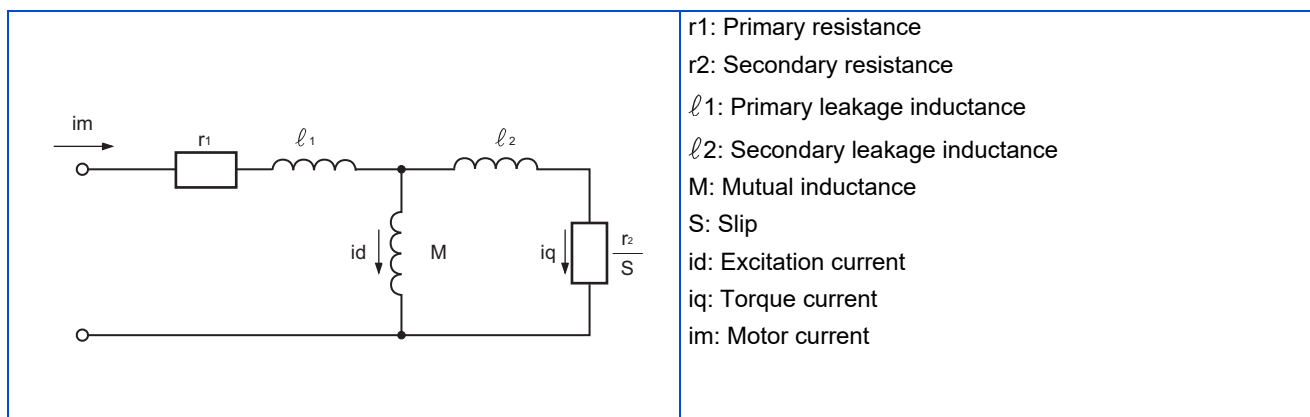 im
r1
ℓ1
ℓ2
id
M
iq
r2
S
r1: Primary resistance
r2: Secondary resistance
ℓ1: Primary leakage inductance
ℓ2: Secondary leakage inductance
M: Mutual inductance
S: Slip
id: Excitation current
iq: Torque current
im: Motor current